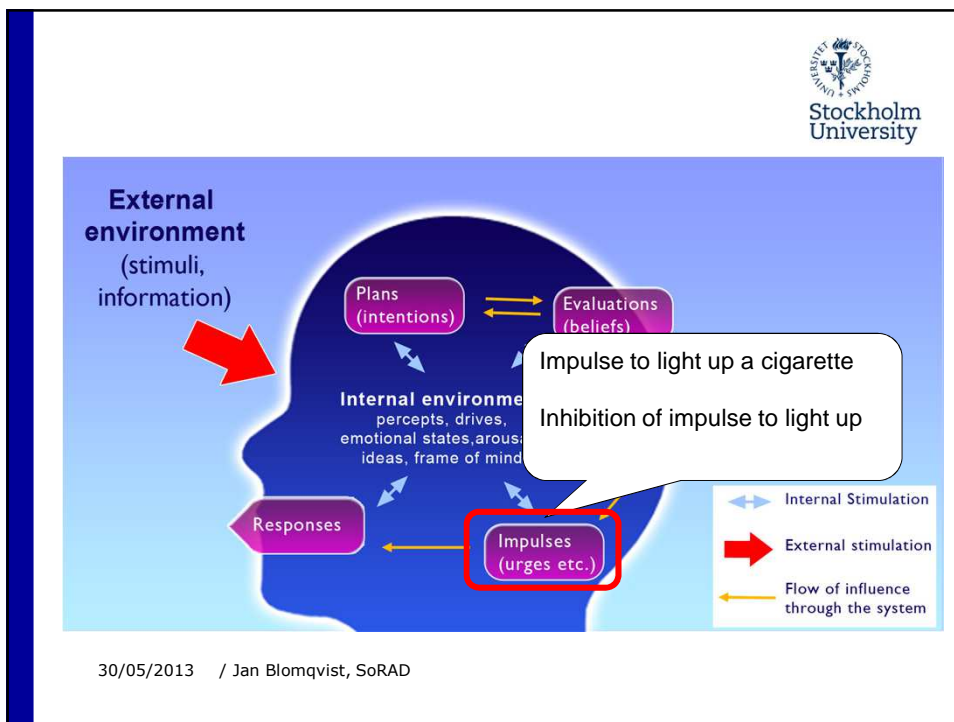 UNIVERSITET STOCKHOLMS
Stockholm
University
External
environment
(stimuli,
information)
Plans
(intentions)
Evaluations
(beliefs)
Impulse to light up a cigarette
Inhibition of impulse to light up
Internal environme
percepts, drives,
emotional states,arous
ideas, frame of mind
Responses
Impulses
(urges etc.)
Internal Stimulation
External stimulation
Flow of influence
through the system
30/05/2013 / Jan Blomqvist, SoRAD